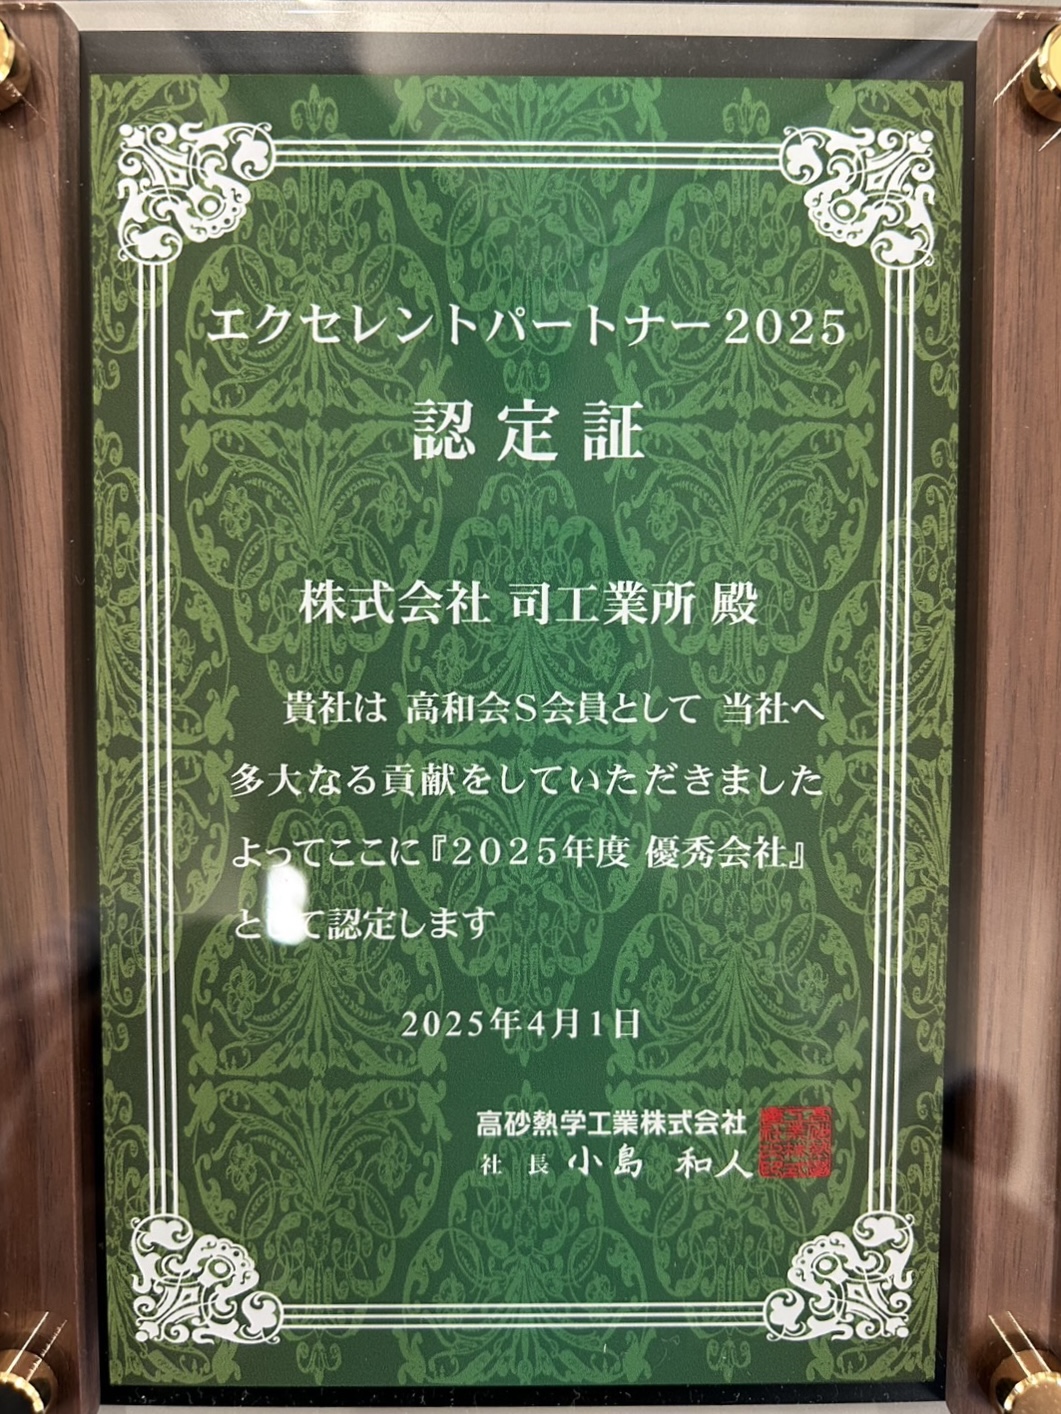 エクセレントパートナー2025
認定証
株式会社 司工業所 殿
貴社は 高和会S会員として 当社へ
多大なる貢献をしていただきました
よってここに『2025年度 優秀会社』
として認定します
2025年4月1日
高砂熱学工業株式会社
社長 小島 和人